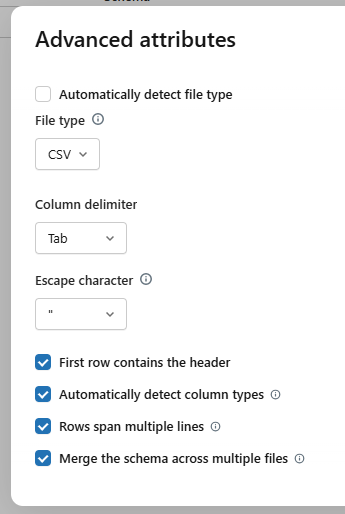 Advanced attributes
Automatically detect file type
File type
CSV
Column delimiter
Tab
Escape character
"
First row contains the header
Automatically detect column types
Rows span multiple lines
Merge the schema across multiple files